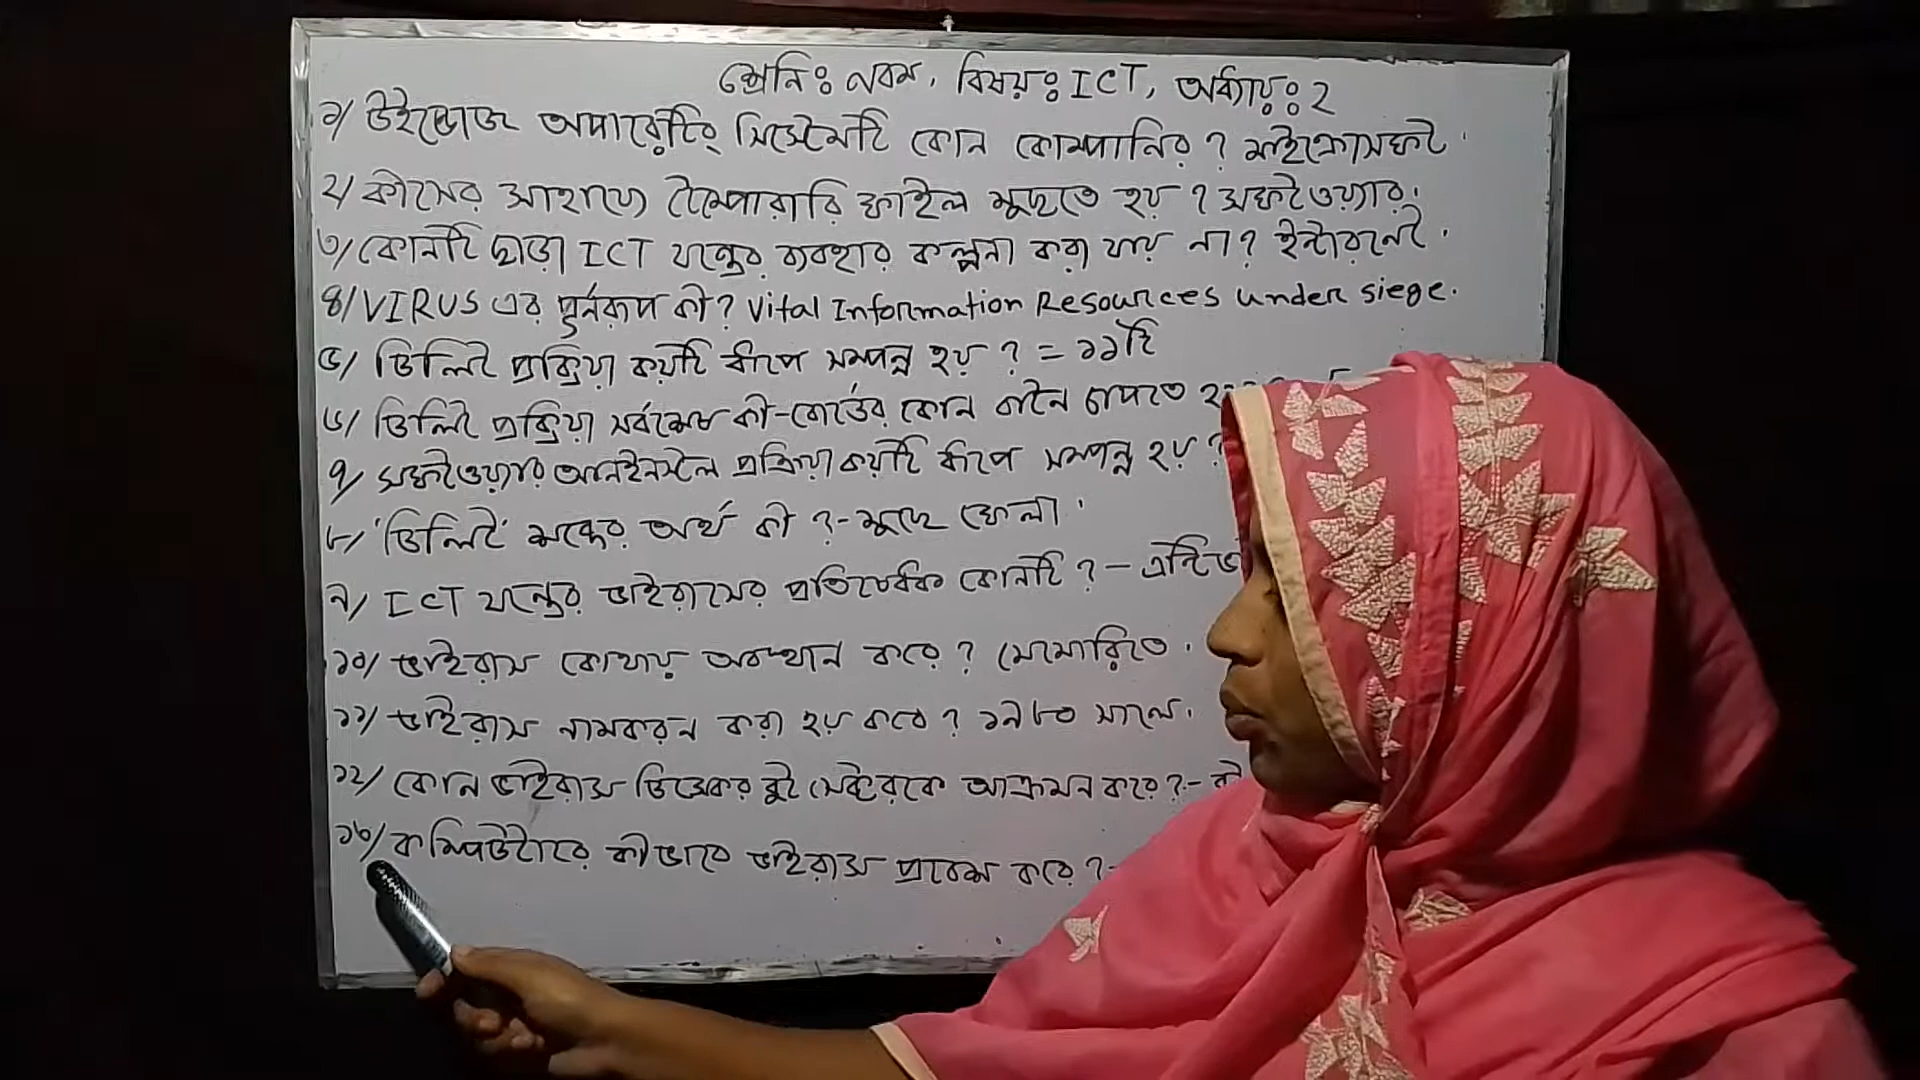 শ্রেনি: নবম, বিষয়: ICT, অধ্যায়: ২
১/ উইন্ডোজ অপারেটিং সিস্টেমটি কোন কোম্পানির? মাইক্রোসফট.
২/ কীসের সাহায্যে টেম্পোরারি ফাইল মুছতে হয়? সফটওয়্যার.
৩/ কোনটি ছাড়া ICT যন্ত্রের ব্যবহার কল্পনা করা যায় না? ইন্টারনেট.
৪/ VIRUS এর পূর্নরূপ কী? Vital Information Resources under siege.
৫/ ডিলিট প্রক্রিয়া কয়টি ধাপে সম্পন্ন হয়? = ১১টি
৬/ ডিলিট প্রক্রিয়া সর্বশেষ কী-বোর্ডের কোন বাটন চাপতে
৭/ সফটওয়্যার আনইনস্টল প্রক্রিয়া কয়টি ধাপে সম্পন্ন হয়?
৮/ 'ডিলিট' শব্দের অর্থ কী? - মুছে ফেলা.
৯/ ICT যন্ত্রের ভাইরাসের প্রতিষেধক কোনটি? -
১০/ ভাইরাস কোথায় অবস্থান করে? মেমোরিতে.
১১/ ভাইরাস নামকরন করা হয় কবে? ১৯৮০ সালে.
১২/ কোন ভাইরাস ডিস্কের বুট সেক্টরকে আক্রমন করে? -
১৩/ কম্পিউটারে কীভাবে ভাইরাস প্রবেশ করে? -